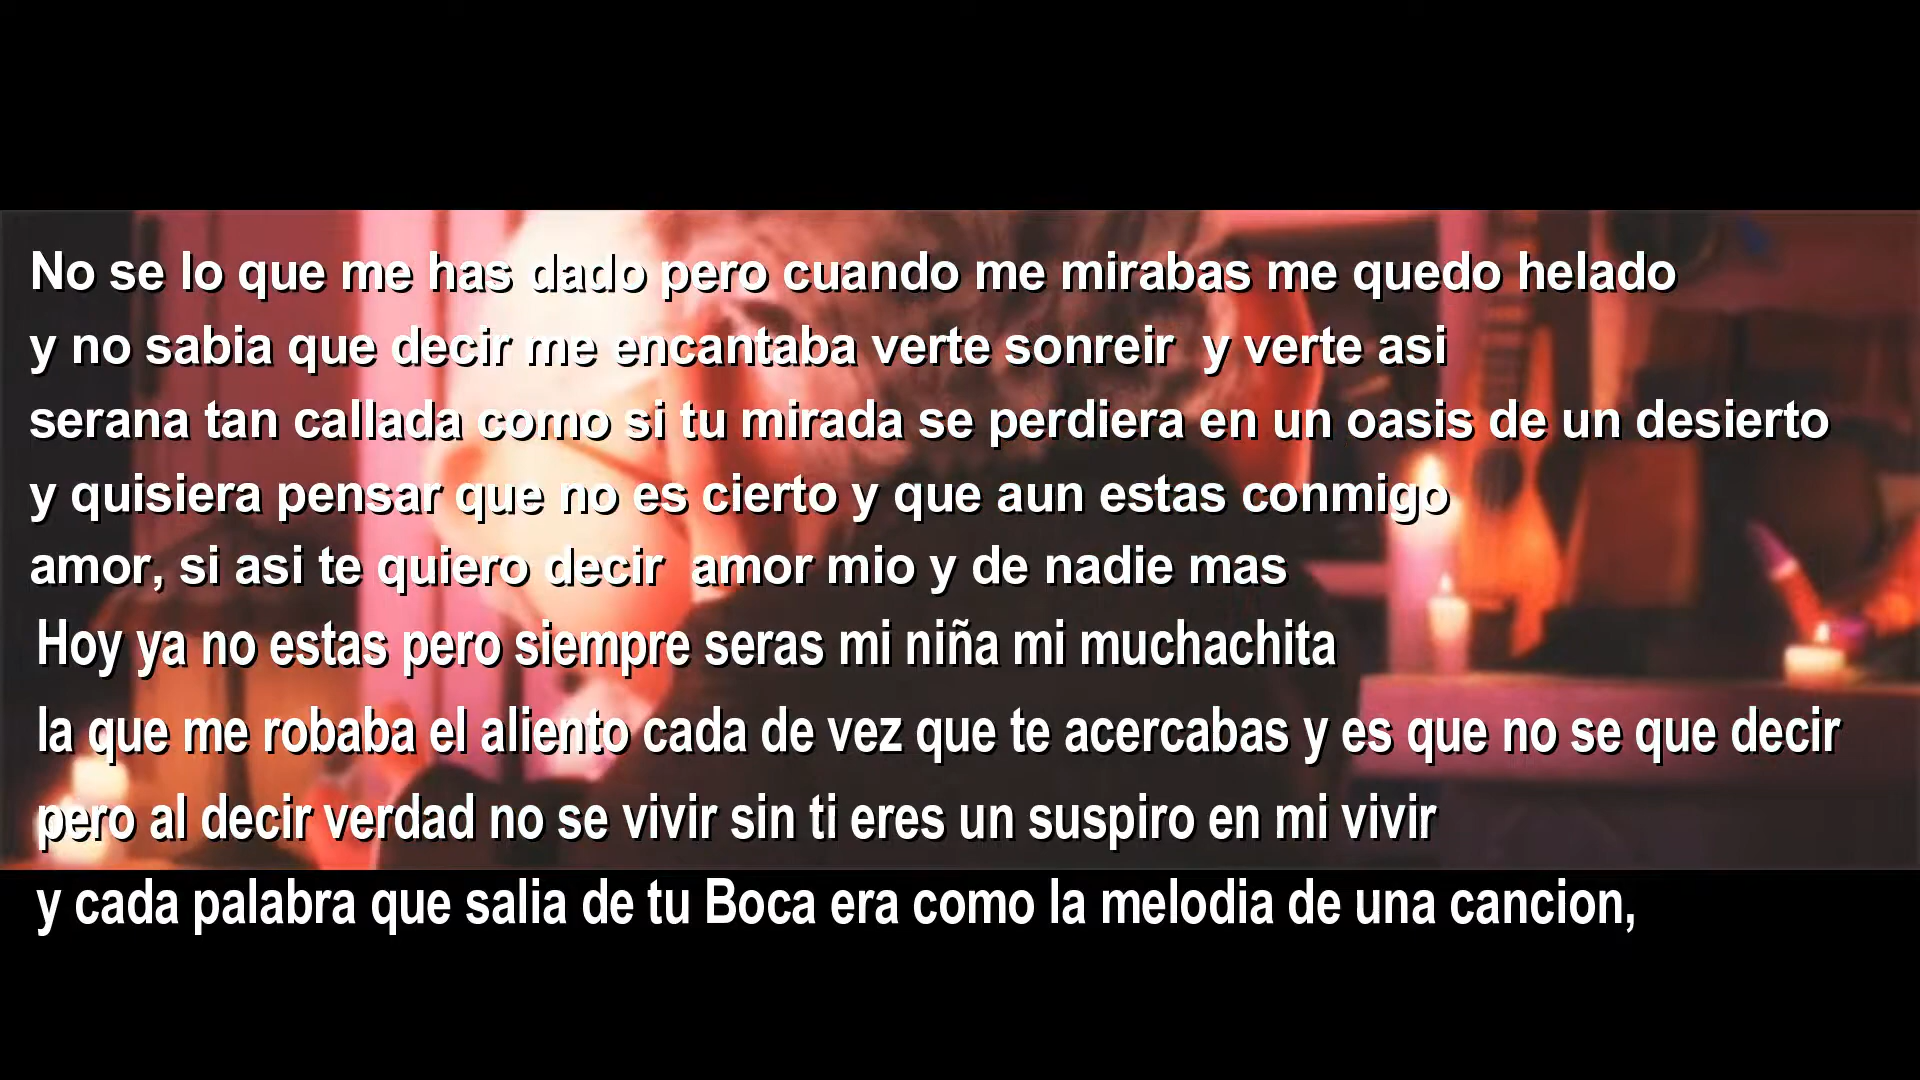 No se lo que me has dado pero cuando me mirabas me quedo helado
y no sabia que decir me encantaba verte sonreir y verte asi
serana tan callada como si tu mirada se perdiera en un oasis de un desierto
y quisiera pensar que no es cierto y que aun estas conmigo
amor, si asi te quiero decir amor mio y de nadie mas
Hoy ya no estas pero siempre seras mi niña mi muchachita
la que me robaba el aliento cada de vez que te acercabas y es que no se que decir
pero al decir verdad no se vivir sin ti eres un suspiro en mi vivir
y cada palabra que salia de tu Boca era como la melodia de una cancion,